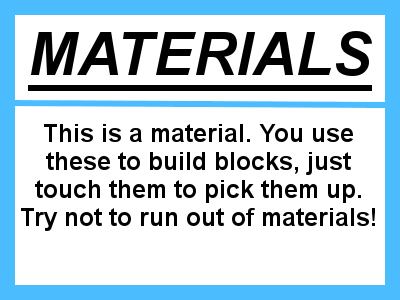 MATERIALS
This is a material. You use
these to build blocks, just
touch them to pick them up.
Try not to run out of materials!